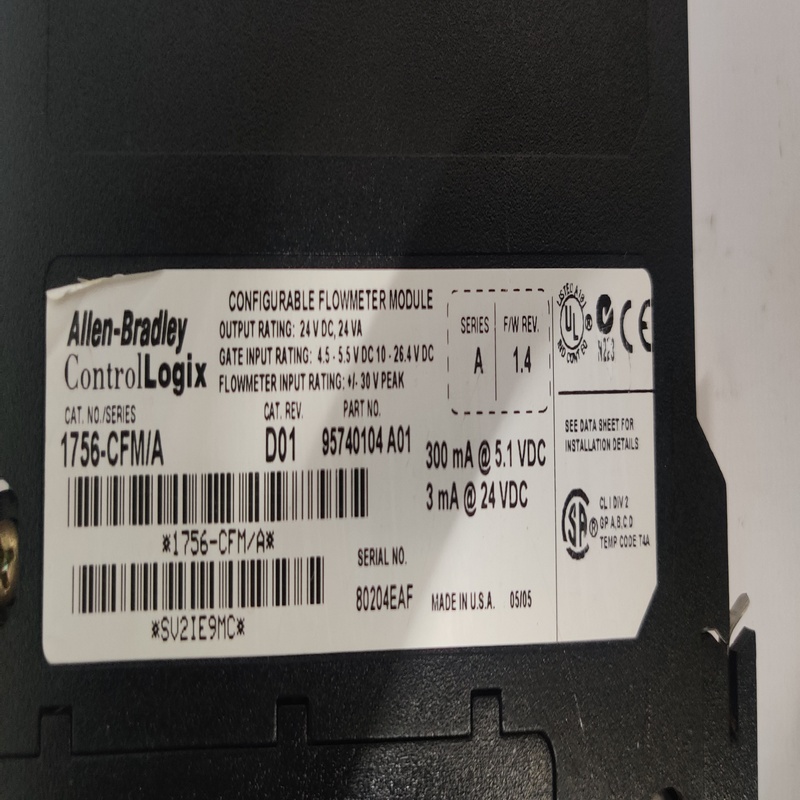 CONFIGURABLE FLOWMETER MODULE
Allen-Bradley
ControlLogix
OUTPUT RATING: 24 V DC, 24 VA
GATE INPUT RATING: 4.5 - 5.5 V DC 10 - 26.4 V DC
FLOWMETER INPUT RATING: +/- 30 V PEAK
SERIES
A
F/W REV.
1.4
CAT. NO./SERIES
1756-CFM/A
CAT. REV.
D01
PART NO.
95740104 A01
300 mA @ 5.1 VDC
3 mA @ 24 VDC
*1756-CFM/A*
SERIAL NO.
80204EAF
*SV2IE9MC*
MADE IN U.S.A. 05/05
UL
®
CE
SEE DATA SHEET FOR
INSTALLATION DETAILS
SA
®
CL I DIV 2
GP A,B,C,D
TEMP CODE T4A